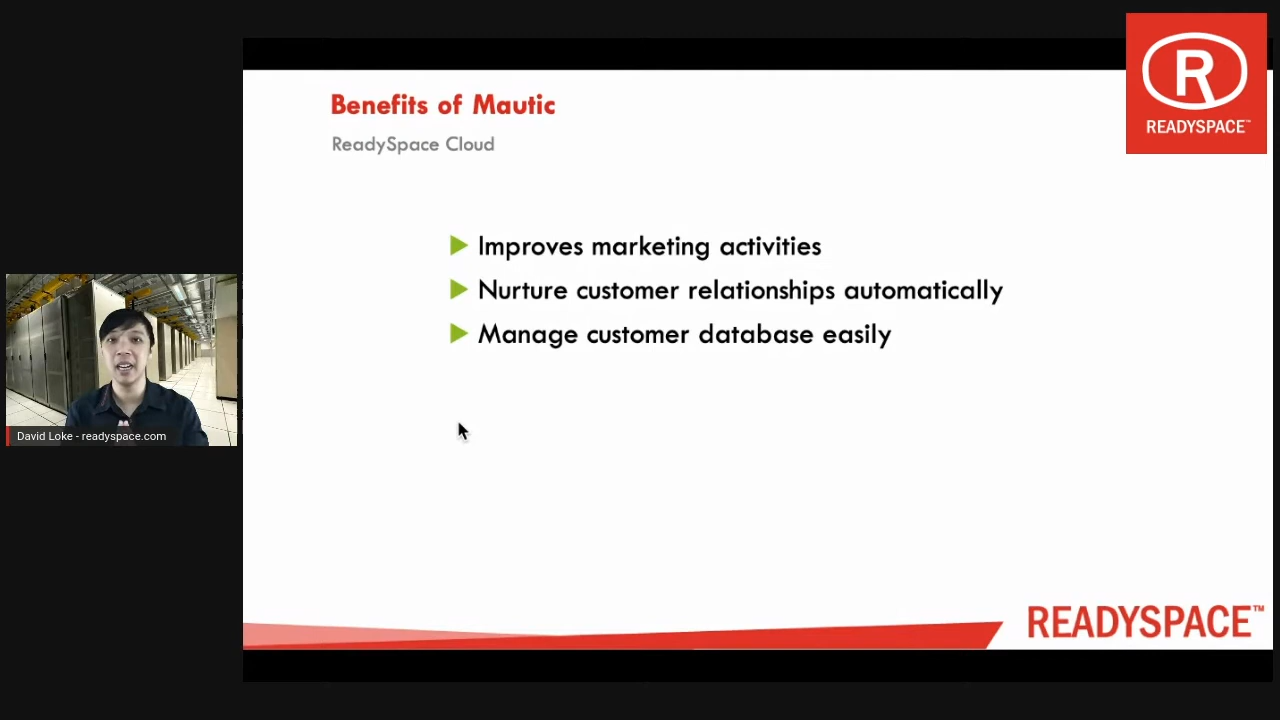 Benefits of Mautic
ReadySpace Cloud
Improves marketing activities
Nurture customer relationships automatically
Manage customer database easily
R
READYSPACE™
David Loke - readyspace.com
READYSPACE™